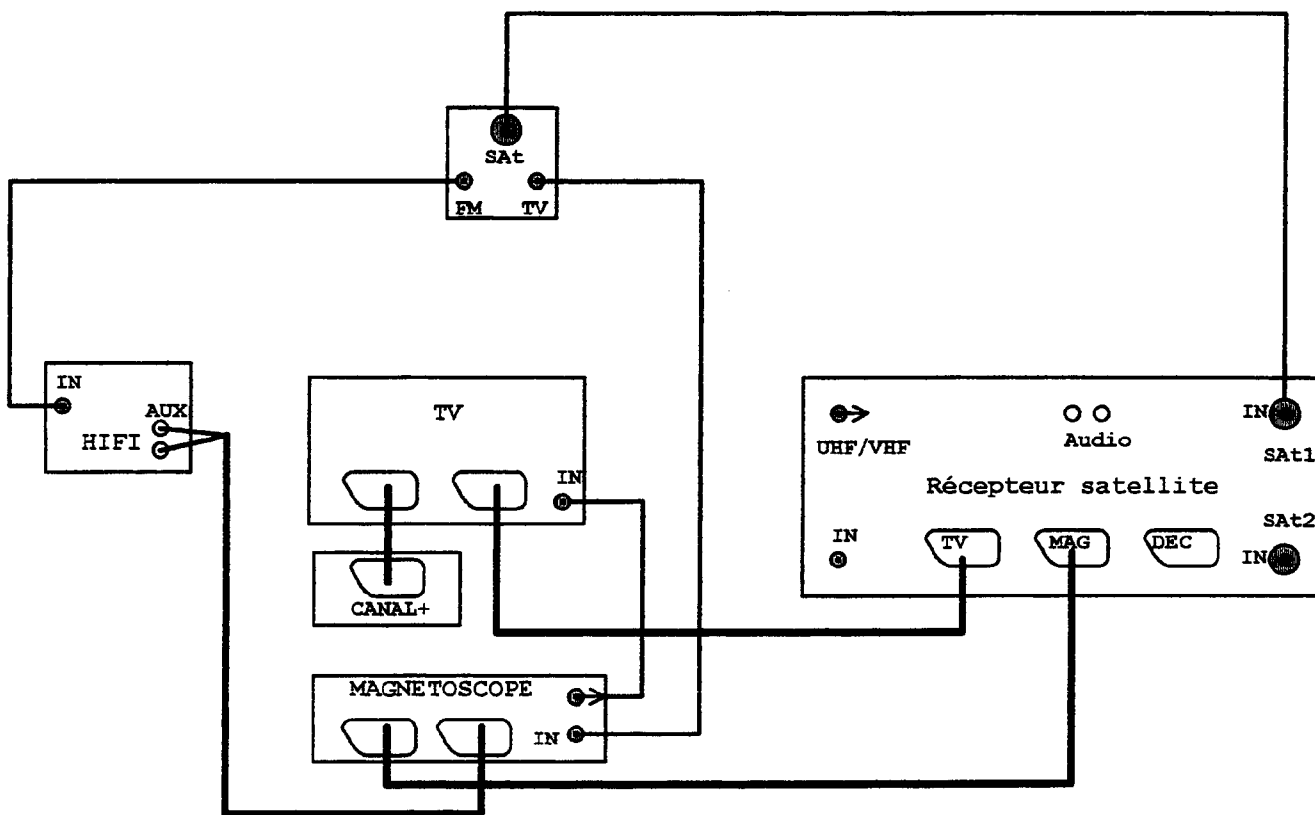 SAt
FM TV
IN
AUX
HIFI
TV
IN
CANAL+
MAGNETOSCOPE
IN
IN
UHF/VHF
Audio
SAt1
Récepteur satellite
SAt2
IN
TV
MAG
DEC
IN